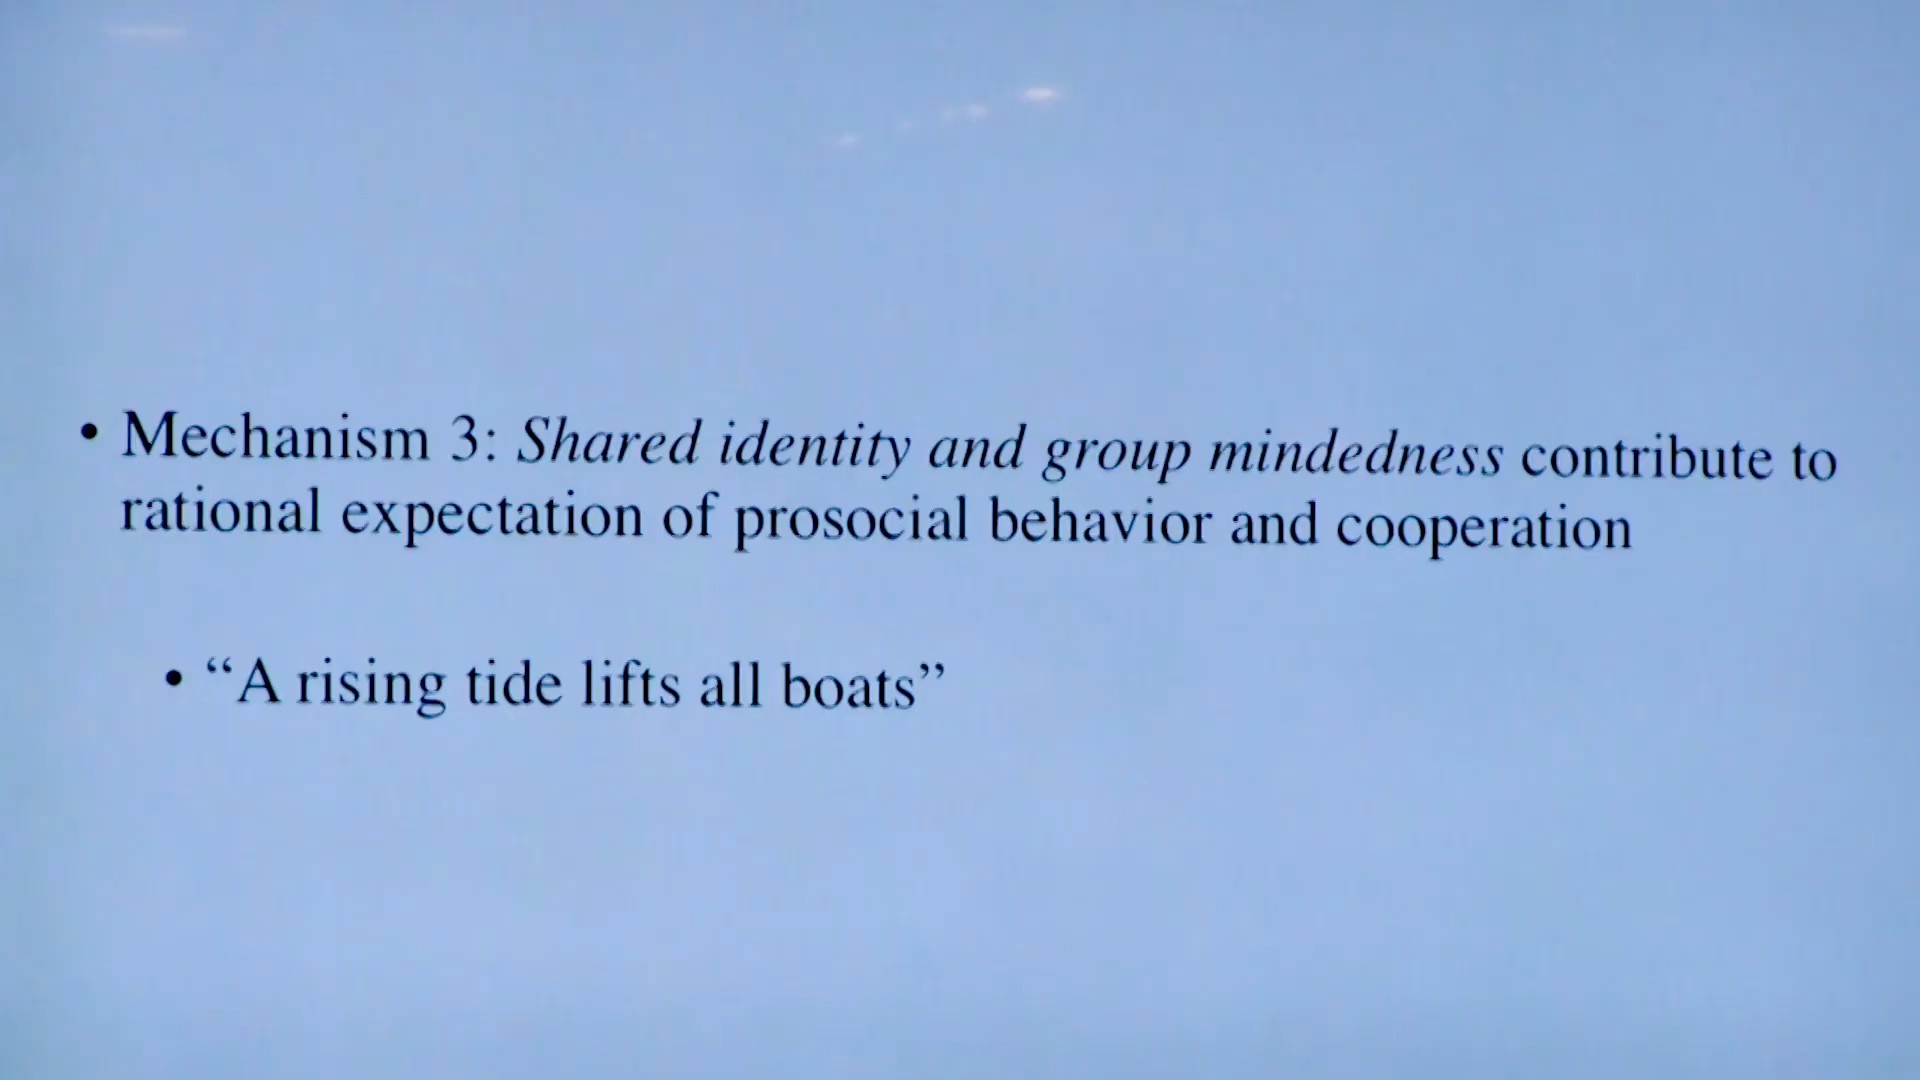 • Mechanism 3: Shared identity and group mindedness contribute to
rational expectation of prosocial behavior and cooperation
• “A rising tide lifts all boats”